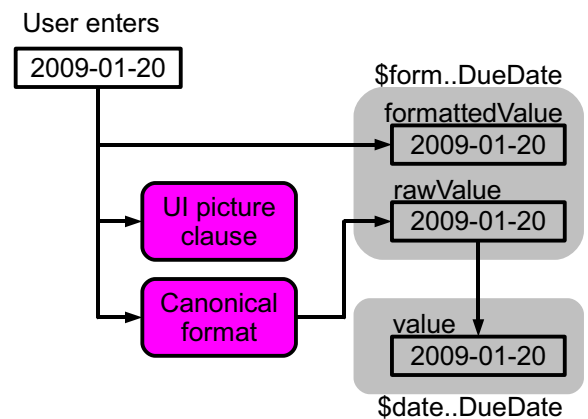 User enters
2009-01-20
$form..DueDate
formattedValue
2009-01-20
UI picture
clause
rawValue
2009-01-20
Canonical
format
value
2009-01-20
$date..DueDate